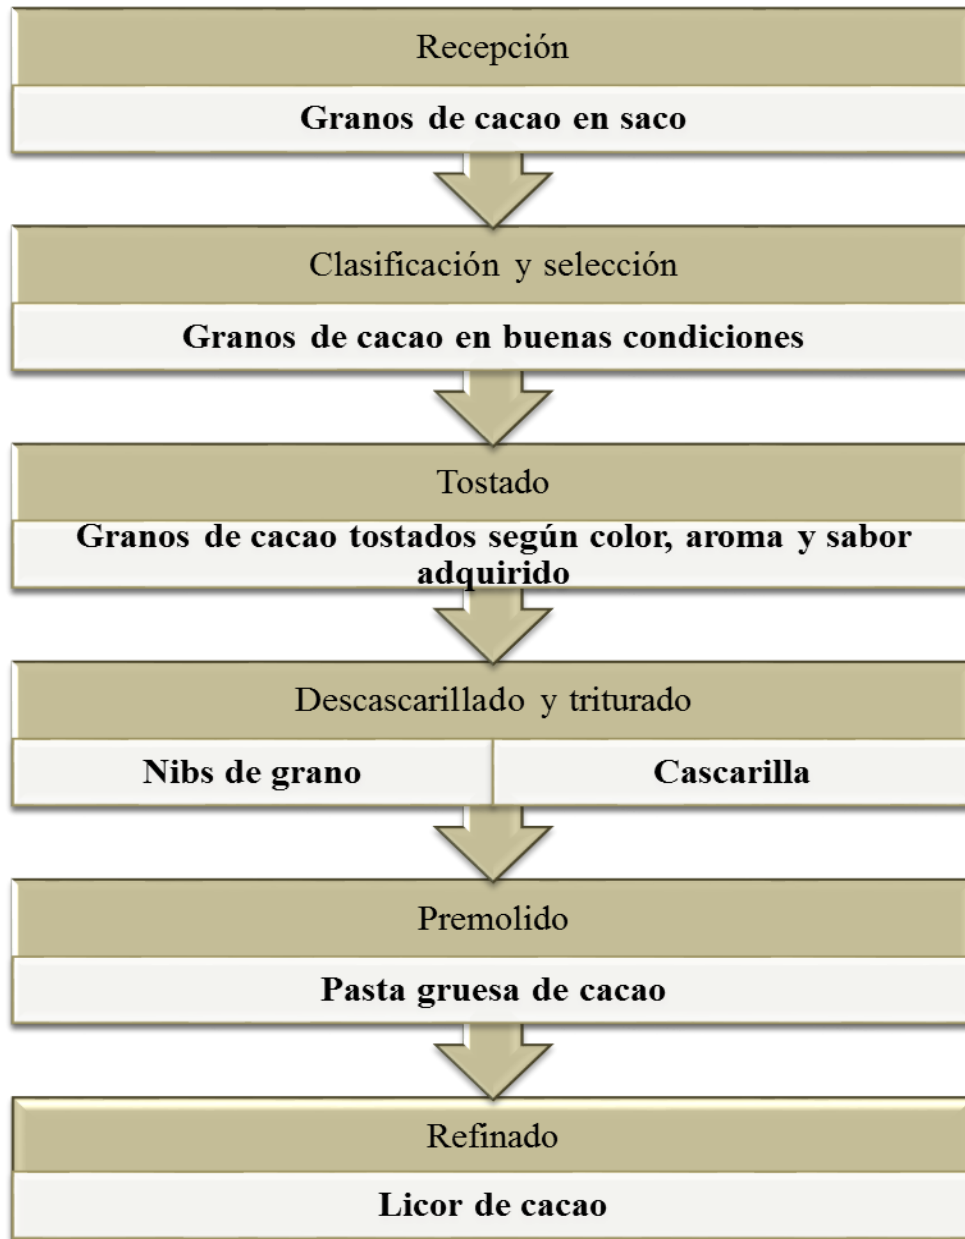 Recepción
Granos de cacao en saco
Clasificación y selección
Granos de cacao en buenas condiciones
Tostado
Granos de cacao tostados según color, aroma y sabor
adquirido
Descascarillado y triturado
Nibs de grano
Cascarilla
Premolido
Pasta gruesa de cacao
Refinado
Licor de cacao